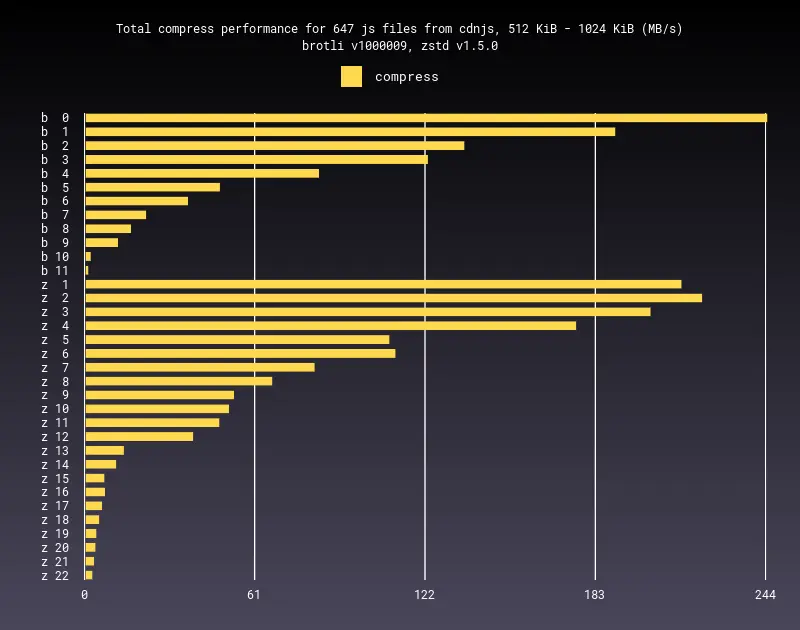 Total compress performance for 647 js files from cdnjs, 512 KiB - 1024 KiB (MB/s)
brotli v1000009, zstd v1.5.0
compress
b 0
b 1
b 2
b 3
b 4
b 5
b 6
b 7
b 8
b 9
b 10
b 11
z 1
z 2
z 3
z 4
z 5
z 6
z 7
z 8
z 9
z 10
z 11
z 12
z 13
z 14
z 15
z 16
z 17
z 18
z 19
z 20
z 21
z 22
0 61 122 183 244